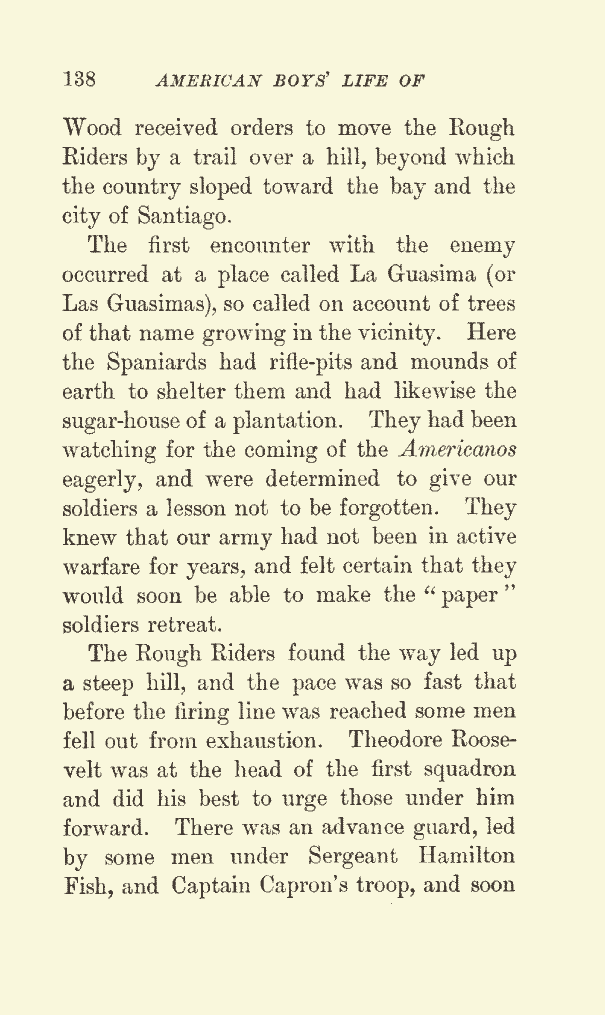 138 AMERICAN BOYS' LIFE OF
Wood received orders to move the Rough
Riders by a trail over a hill, beyond which
the country sloped toward the bay and the
city of Santiago.
The first encounter with the enemy
occurred at a place called La Guasima (or
Las Guasimas), so called on account of trees
of that name growing in the vicinity. Here
the Spaniards had rifle-pits and mounds of
earth to shelter them and had likewise the
sugar-house of a plantation. They had been
watching for the coming of the Americanos
eagerly, and were determined to give our
soldiers a lesson not to be forgotten. They
knew that our army had not been in active
warfare for years, and felt certain that they
would soon be able to make the “paper”
soldiers retreat.
The Rough Riders found the way led up
a steep hill, and the pace was so fast that
before the firing line was reached some men
fell out from exhaustion. Theodore Roose-
velt was at the head of the first squadron
and did his best to urge those under him
forward. There was an advance guard, led
by some men under Sergeant Hamilton
Fish, and Captain Capron's troop, and soon